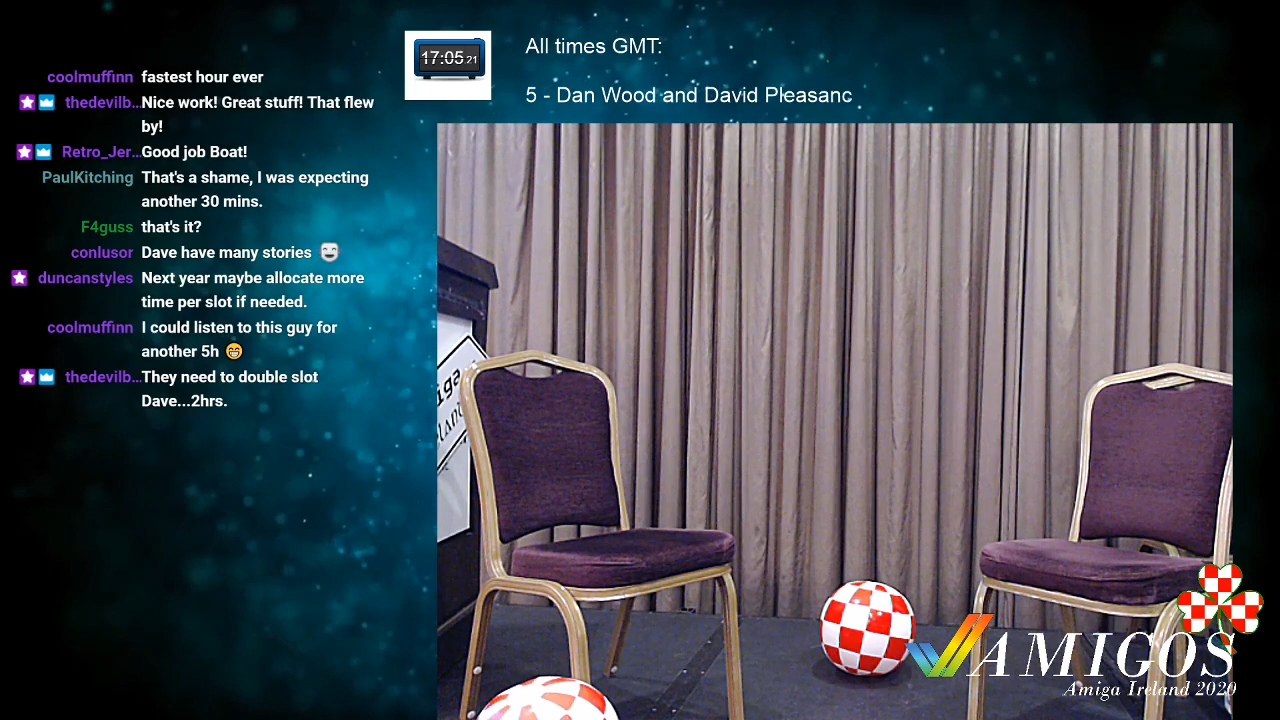 coolmuffinn fastest hour ever
thedevilb... Nice work! Great stuff! That flew
by!
Retro_Jer... Good job Boat!
PaulKitching That's a shame, I was expecting
another 30 mins.
F4guss that's it?
conlusor Dave have many stories
duncanstyles Next year maybe allocate more
time per slot if needed.
coolmuffinn I could listen to this guy for
another 5h 😁
thedevilb... They need to double slot
Dave...2hrs.
17:05 21
All times GMT:
5 - Dan Wood and David Pleasanc
iga
AMIGOS
Amiga Ireland 2020